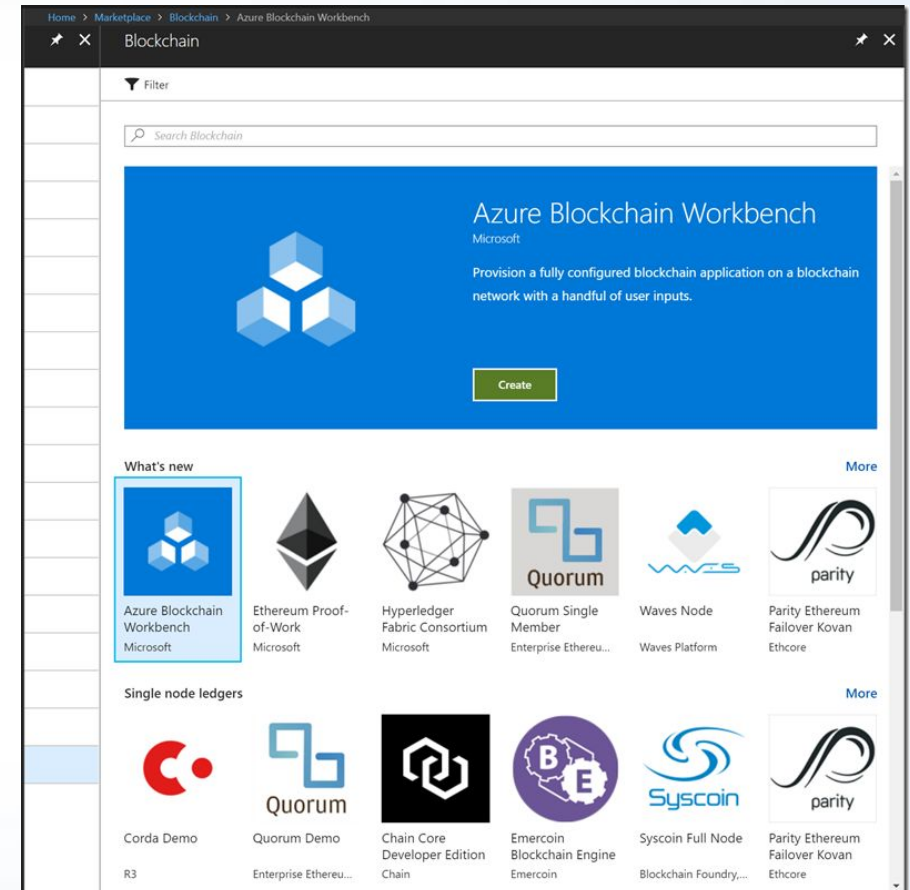 Home > Marketplace > Blockchain > Azure Blockchain Workbench
Blockchain
Filter
Search Blockchain
Azure Blockchain Workbench
Microsoft
Provision a fully configured blockchain application on a blockchain
network with a handful of user inputs.
Create
What's new
More
Quorum
WAVES
parity
Azure Blockchain
Workbench
Microsoft
Ethereum Proof-
of-Work
Microsoft
Hyperledger
Fabric Consortium
Microsoft
Quorum Single
Member
Enterprise Ethereu...
Waves Node
Waves Platform
Parity Ethereum
Failover Kovan
Ethcore
Single node ledgers
More
Quorum
B
E
Syscoin
parity
Corda Demo
R3
Quorum Demo
Enterprise Ethereu...
Chain Core
Developer Edition
Chain
Emercoin
Blockchain Engine
Emercoin
Syscoin Full Node
Blockchain Foundry,...
Parity Ethereum
Failover Kovan
Ethcore